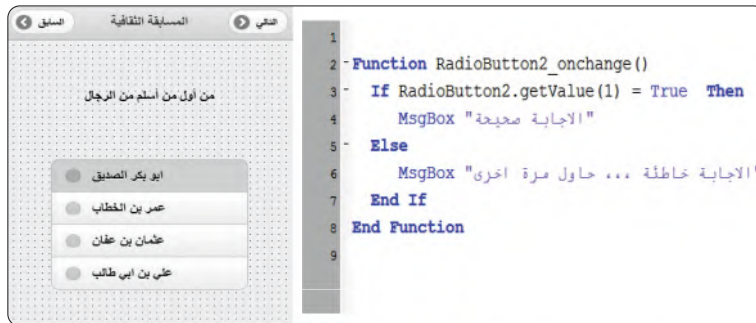 السابق المسابقة الثقافية التالي
من أول من أسلم من الرجال
ابو بكر الصديق
عمر بن الخطاب
عثمان بن عفان
علي بن ابي طالب
1
2 -Function RadioButton2_onchange()
3 - If RadioButton2.getValue(1) = True Then
4 MsgBox "الاجابة صحيحة"
5 - Else
6 MsgBox "الاجابة خاطئة ,,, حاول مرة اخرى"
7 End If
8 End Function
9